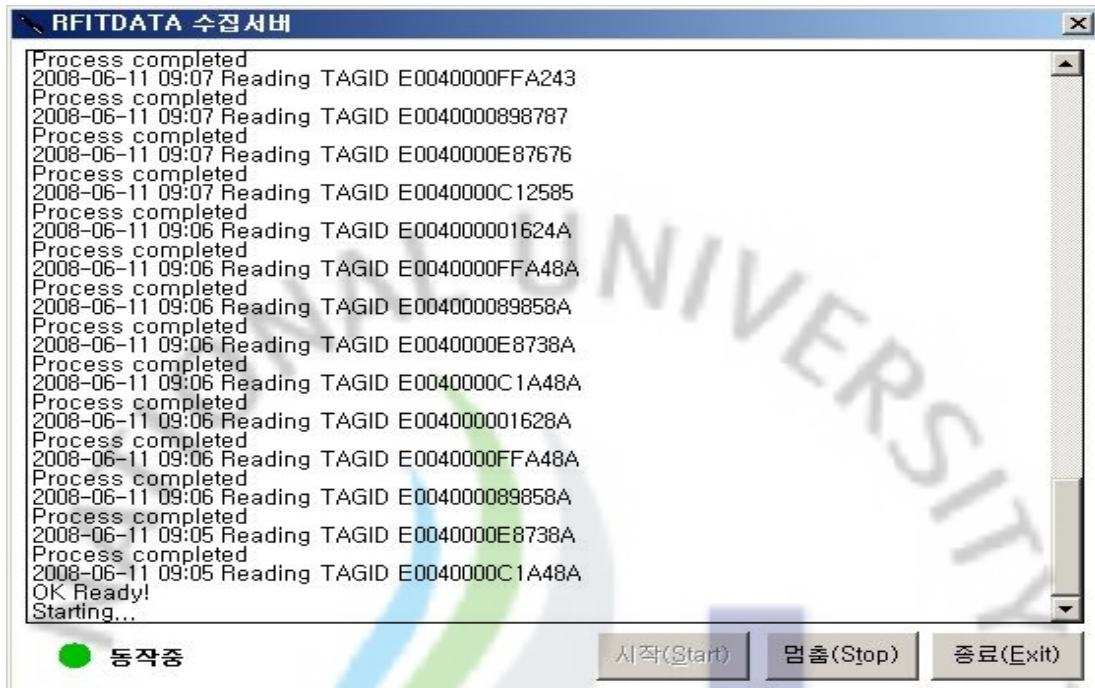 RFITDATA 수집서버
Process completed
2008-06-11 09:07 Reading TAGID E0040000FFA243
Process completed
2008-06-11 09:07 Reading TAGID E0040000898787
Process completed
2008-06-11 09:07 Reading TAGID E0040000E87676
Process completed
2008-06-11 09:07 Reading TAGID E0040000C12585
Process completed
2008-06-11 09:06 Reading TAGID E004000001624A
Process completed
2008-06-11 09:06 Reading TAGID E0040000FFA48A
Process completed
2008-06-11 09:06 Reading TAGID E004000089858A
Process completed
2008-06-11 09:06 Reading TAGID E0040000E8738A
Process completed
2008-06-11 09:06 Reading TAGID E0040000C1A48A
Process completed
2008-06-11 09:06 Reading TAGID E004000001628A
Process completed
2008-06-11 09:06 Reading TAGID E0040000FFA48A
Process completed
2008-06-11 09:06 Reading TAGID E004000089858A
Process completed
2008-06-11 09:05 Reading TAGID E0040000E8738A
Process completed
2008-06-11 09:05 Reading TAGID E0040000C1A48A
OK Ready!
Starting...
동작중 시작(Start) 멈춤(Stop) 종료(Exit)
NATIONAL UNIVERSITY